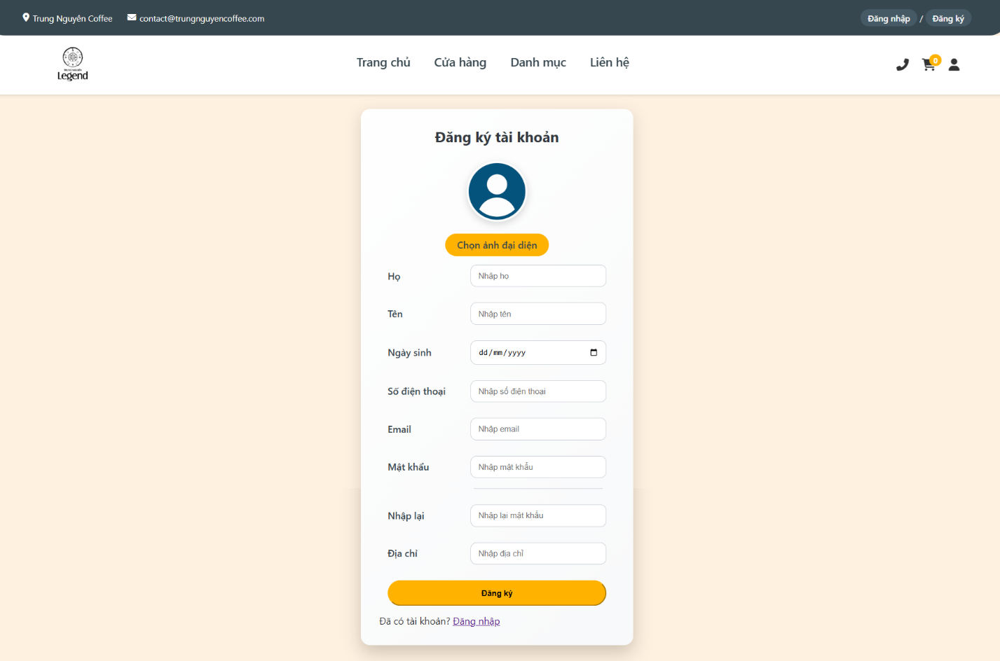 Trung Nguyên Coffee contact@trungnguyencoffee.com Đăng nhập / Đăng ký
TRUNG NGUYÊN
Legend
Trang chủ Cửa hàng Danh mục Liên hệ
0
Đăng ký tài khoản
Chọn ảnh đại diện
Họ Nhập họ
Tên Nhập tên
Ngày sinh dd/mm/yyyy
Số điện thoại Nhập số điện thoại
Email Nhập email
Mật khẩu Nhập mật khẩu
Nhập lại Nhập lại mật khẩu
Địa chỉ Nhập địa chỉ
Đăng ký
Đã có tài khoản? Đăng nhập